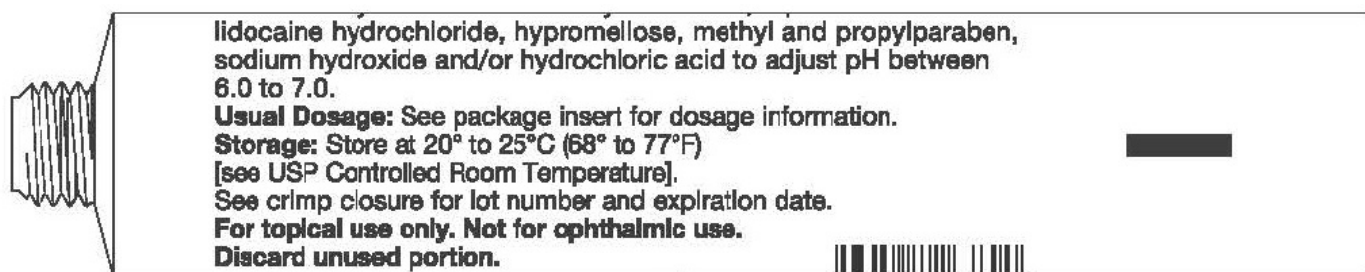 lidocaine hydrochloride, hypromellose, methyl and propylparaben,
sodium hydroxide and/or hydrochloric acid to adjust pH between
6.0 to 7.0.
Usual Dosage: See package insert for dosage information.
Storage: Store at 20° to 25°C (68° to 77°F)
[see USP Controlled Room Temperature].
See crimp closure for lot number and expiration date.
For topical use only. Not for ophthalmic use.
Discard unused portion.